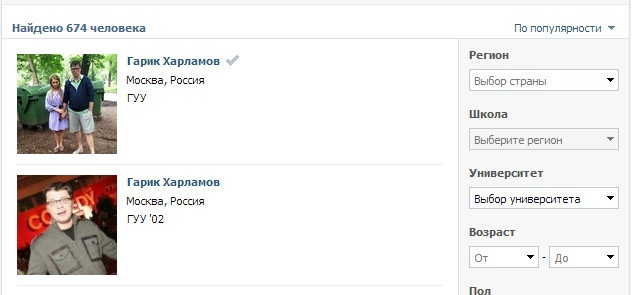 Найдено 674 человека
По популярности
Гарик Харламов
Москва, Россия
ГУУ
Гарик Харламов
Москва, Россия
ГУУ '02
COMEDY
Регион
Выбор страны
Школа
Выберите регион
Университет
Выбор университета
Возраст
От - До
Пол